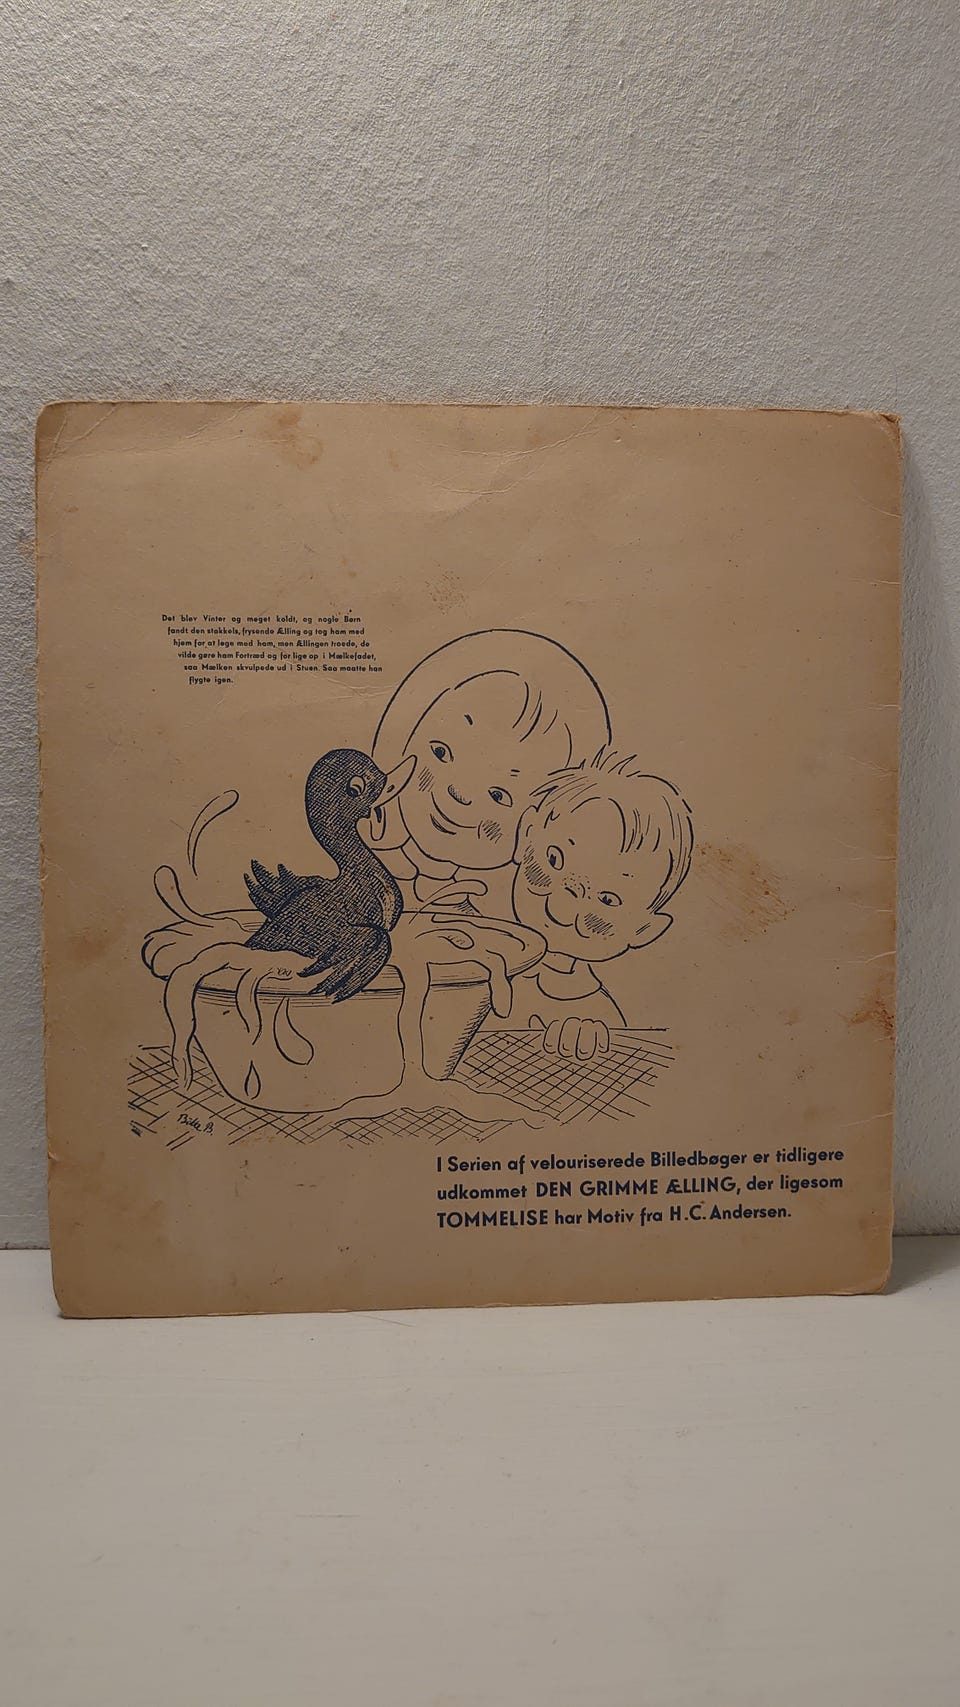 Det blev Vinter og meget koldt, og nogle Børn
fandt den stakkels, frysende Ælling og tog ham med
hjem for at lege med ham, men Ællingen troede, de
vilde gøre ham Fortræd og før lige op i Mælkefadet,
saa Mælken skvulpede ud i Stuen. Saa maatte han
flygte igen.
Bitte B.
I Serien af velouriserede Billedbøger er tidligere
udkommet DEN GRIMME ÆLLING, der ligesom
TOMMELISE har Motiv fra H.C. Andersen.